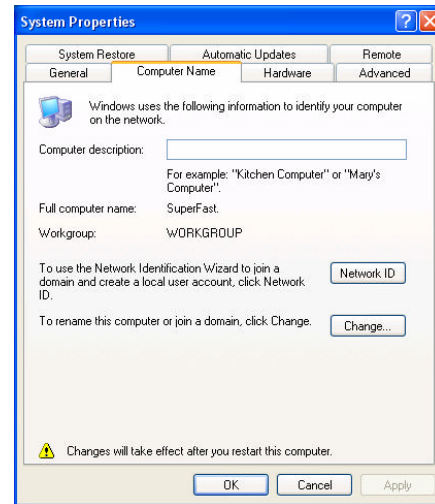 System Properties
System Restore Automatic Updates Remote
General Computer Name Hardware Advanced
Windows uses the following information to identify your computer
on the network.
Computer description:
For example: "Kitchen Computer" or "Mary's
Computer".
Full computer name: SuperFast.
Workgroup: WORKGROUP
To use the Network Identification Wizard to join a
domain and create a local user account, click Network
ID.
Network ID
To rename this computer or join a domain, click Change.
Change...
Changes will take effect after you restart this computer.
OK Cancel Apply